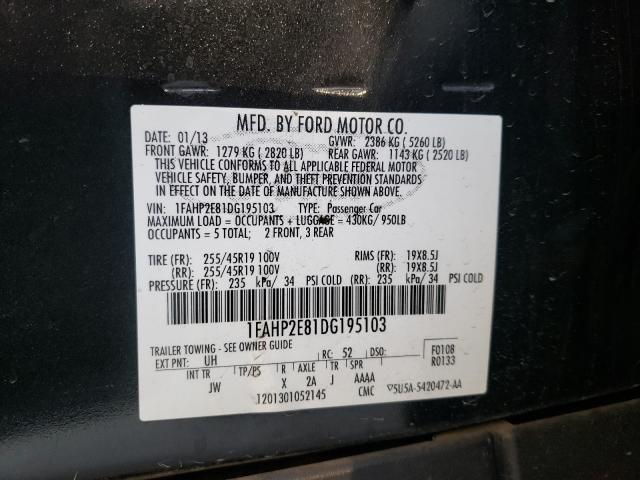 MFD. BY FORD MOTOR CO.
DATE: 01/13 GVWR: 2386 KG ( 5260 LB)
FRONT GAWR: 1279 KG ( 2820 LB) REAR GAWR: 1143 KG ( 2520 LB)
THIS VEHICLE CONFORMS TO ALL APPLICABLE FEDERAL MOTOR
VEHICLE SAFETY, BUMPER, AND THEFT PREVENTION STANDARDS
IN EFFECT ON THE DATE OF MANUFACTURE SHOWN ABOVE.
VIN: 1FAHP2E81DG195103 TYPE: Passenger Car
MAXIMUM LOAD = OCCUPANTS + LUGGAGE = 430KG/ 950LB
OCCUPANTS = 5 TOTAL; 2 FRONT, 3 REAR
TIRE (FR): 255/45R19 100V RIMS (FR): 19X8.5J
(RR): 255/45R19 100V (RR): 19X8.5J
PRESSURE (FR): 235 kPa/ 34 PSI COLD (RR): 235 kPa/ 34 PSI COLD
1FAHP2E81DG195103
TRAILER TOWING - SEE OWNER GUIDE
EXT PNT: UH RC: 52 DSO: F0108
R0133
INT TR TP/PS R AXLE TR SPR
JW X 2A J AAAA
1201301052145 CMC 5U5A-5420472-AA